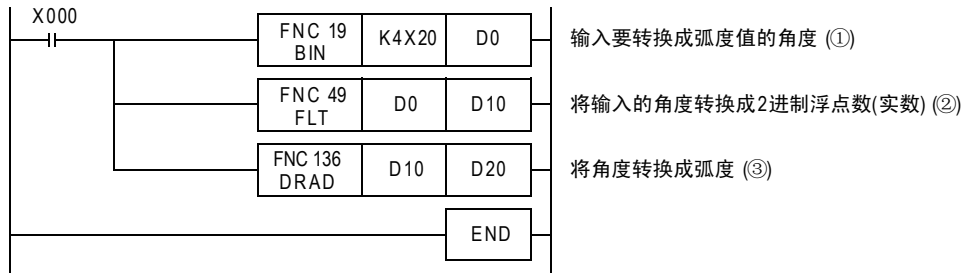 X000
FNC 19 BIN K4X20 D0 输入要转换成弧度值的角度 (①)
FNC 49 FLT D0 D10 将输入的角度转换成2进制浮点数(实数) (②)
FNC 136 DRAD D10 D20 将角度转换成弧度 (③)
END